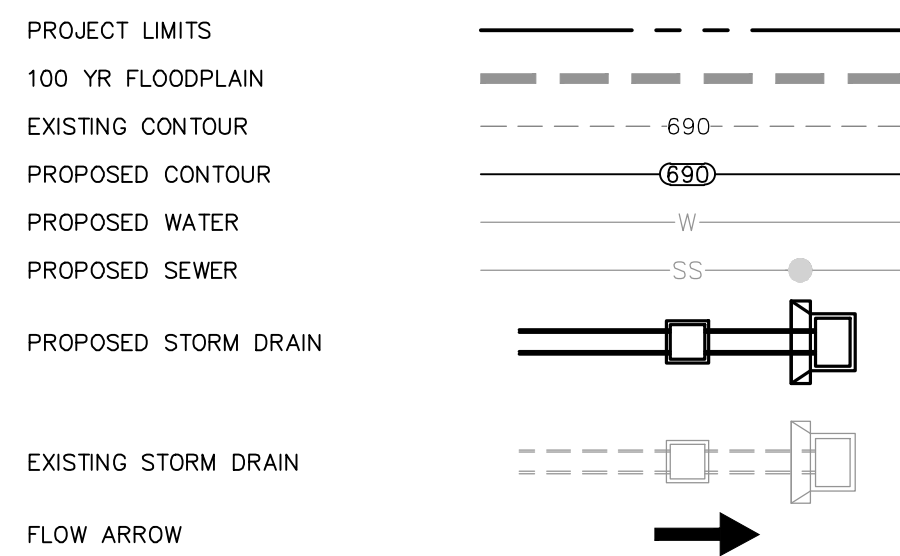 PROJECT LIMITS
100 YR FLOODPLAIN
EXISTING CONTOUR 690
PROPOSED CONTOUR 690
PROPOSED WATER W
PROPOSED SEWER SS
PROPOSED STORM DRAIN
EXISTING STORM DRAIN
FLOW ARROW